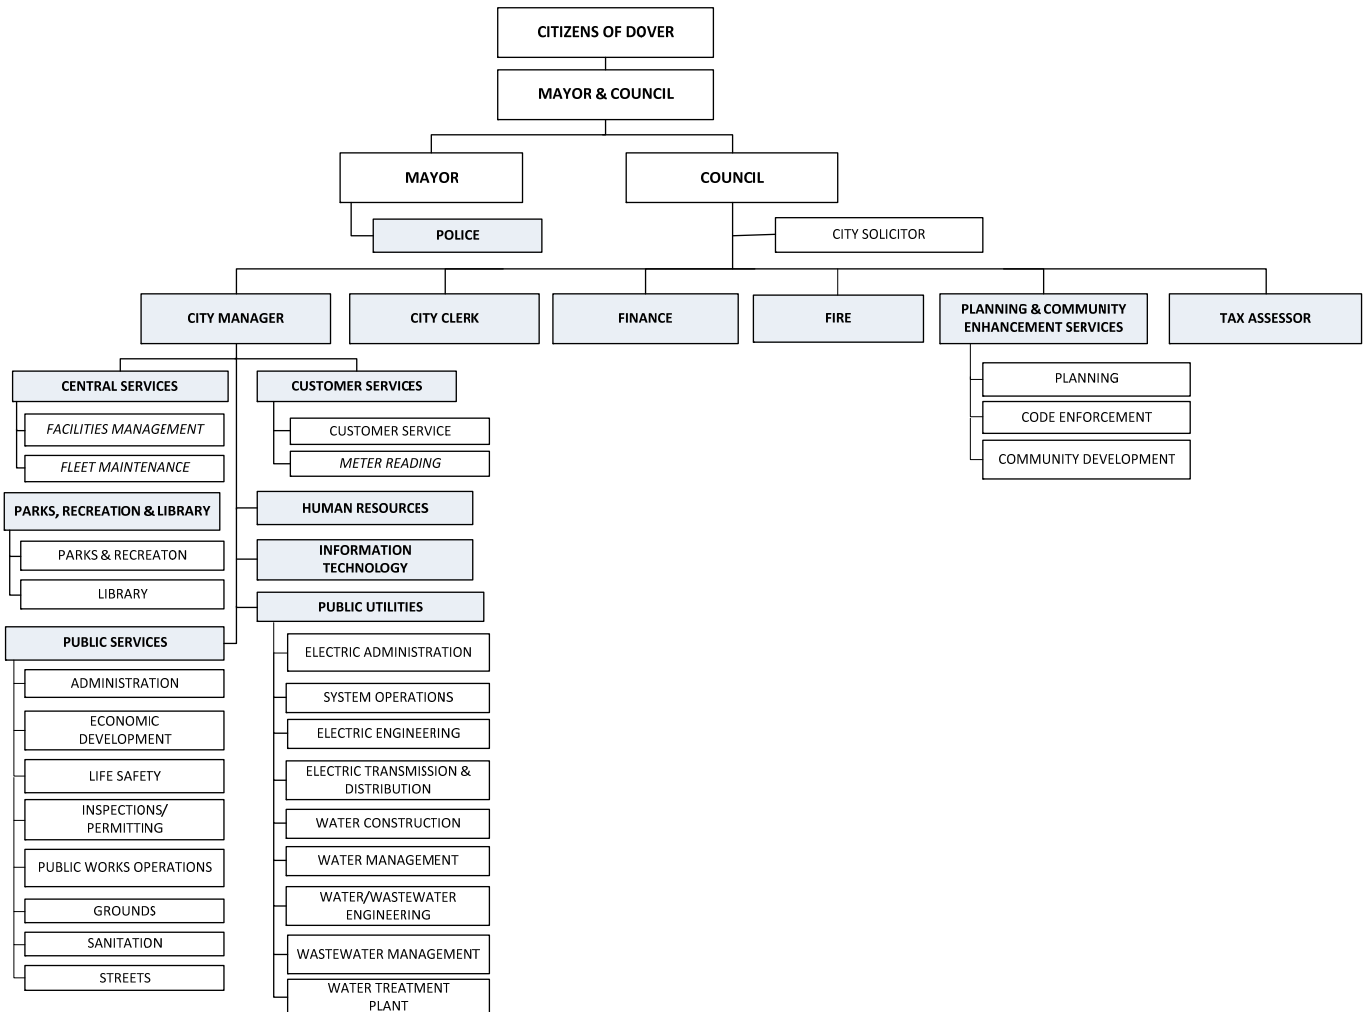 CITIZENS OF DOVER
MAYOR & COUNCIL
MAYOR
COUNCIL
POLICE
CITY SOLICITOR
CITY MANAGER
CITY CLERK
FINANCE
FIRE
PLANNING & COMMUNITY
ENHANCEMENT SERVICES
TAX ASSESSOR
PLANNING
CODE ENFORCEMENT
COMMUNITY DEVELOPMENT
CENTRAL SERVICES
FACILITIES MANAGEMENT
FLEET MAINTENANCE
PARKS, RECREATION & LIBRARY
PARKS & RECREATON
LIBRARY
PUBLIC SERVICES
ADMINISTRATION
ECONOMIC
DEVELOPMENT
LIFE SAFETY
INSPECTIONS/
PERMITTING
PUBLIC WORKS OPERATIONS
GROUNDS
SANITATION
STREETS
CUSTOMER SERVICES
CUSTOMER SERVICE
METER READING
HUMAN RESOURCES
INFORMATION
TECHNOLOGY
PUBLIC UTILITIES
ELECTRIC ADMINISTRATION
SYSTEM OPERATIONS
ELECTRIC ENGINEERING
ELECTRIC TRANSMISSION &
DISTRIBUTION
WATER CONSTRUCTION
WATER MANAGEMENT
WATER/WASTEWATER
ENGINEERING
WASTEWATER MANAGEMENT
WATER TREATMENT
PLANT